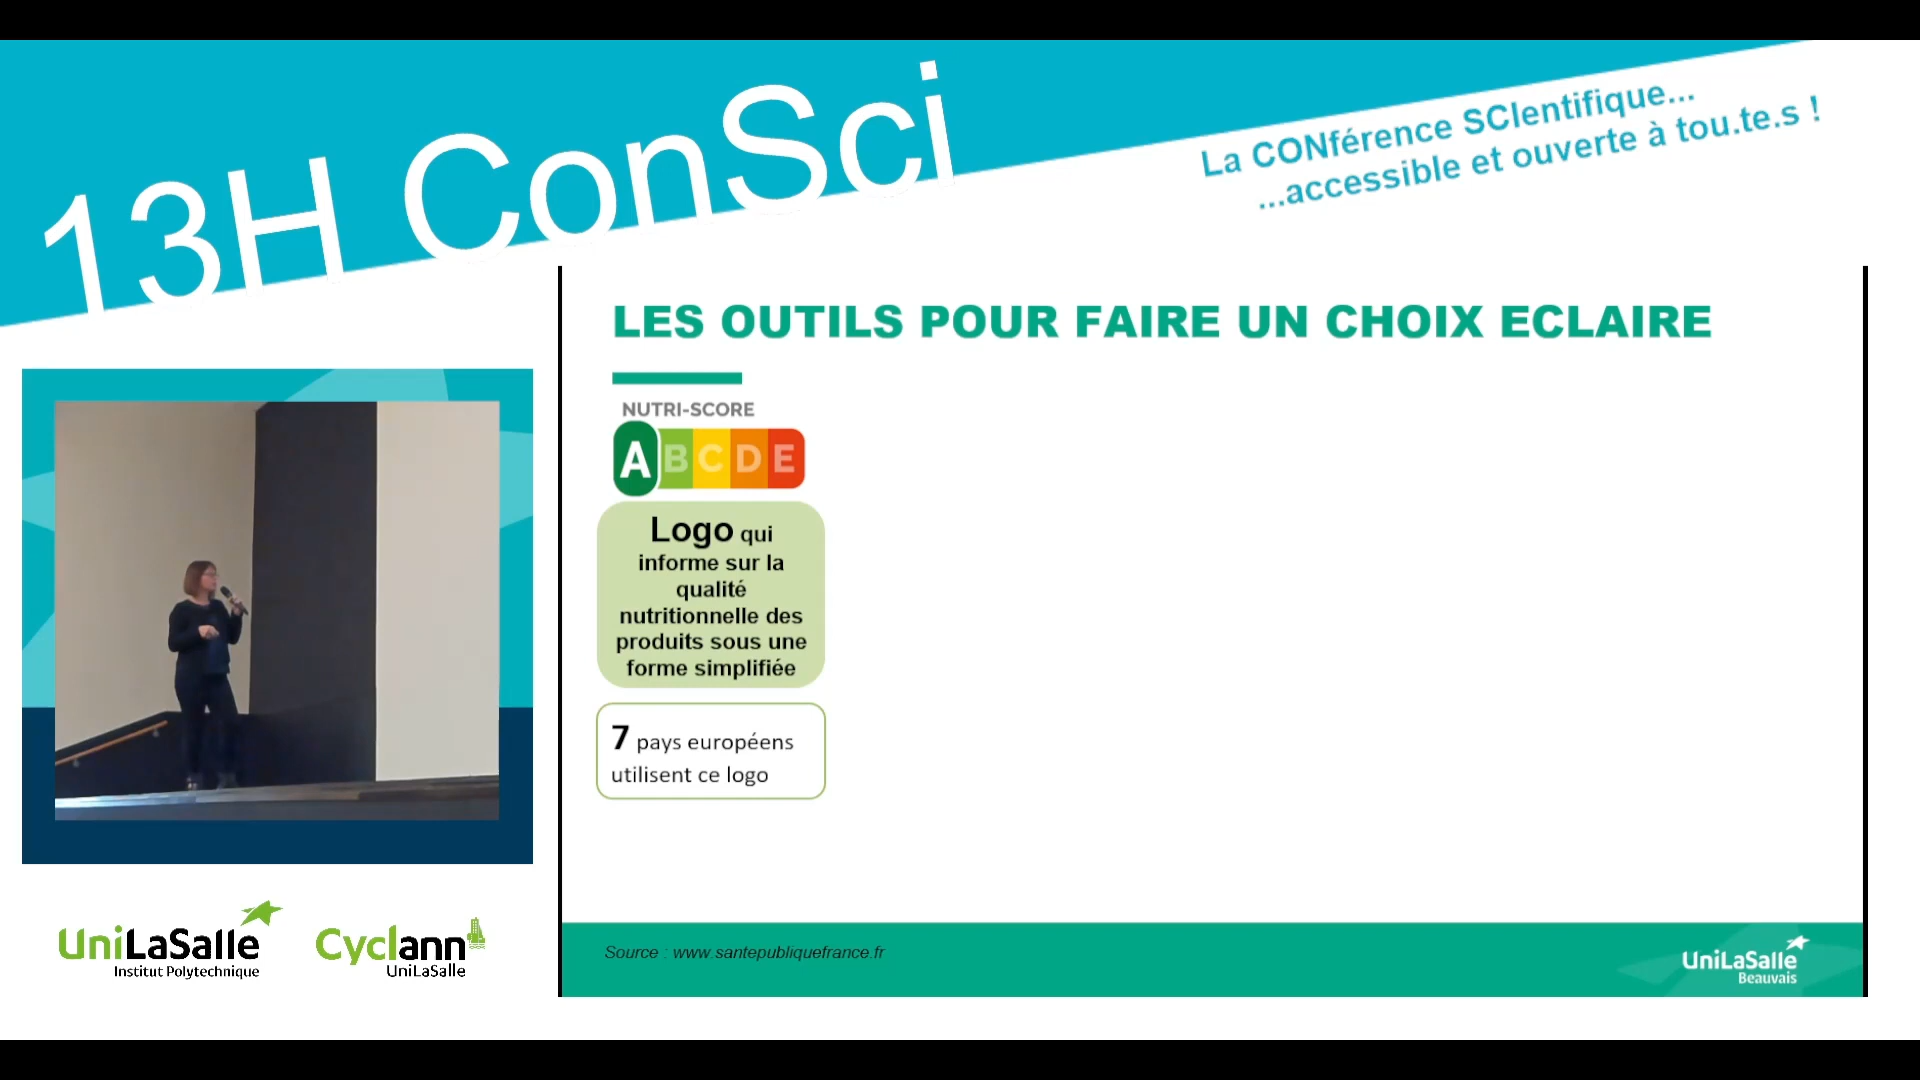 13H ConSci
La CONférence SCIentifique...
...accessible et ouverte à tou.te.s !
LES OUTILS POUR FAIRE UN CHOIX ECLAIRE
NUTRI-SCORE
A B C D E
Logo qui
informe sur la
qualité
nutritionnelle des
produits sous une
forme simplifiée
7 pays européens
utilisent ce logo
Source : www.santepubliquefrance.fr
UniLaSalle
Beauvais
UniLaSalle
Institut Polytechnique
Cyclann
UniLaSalle